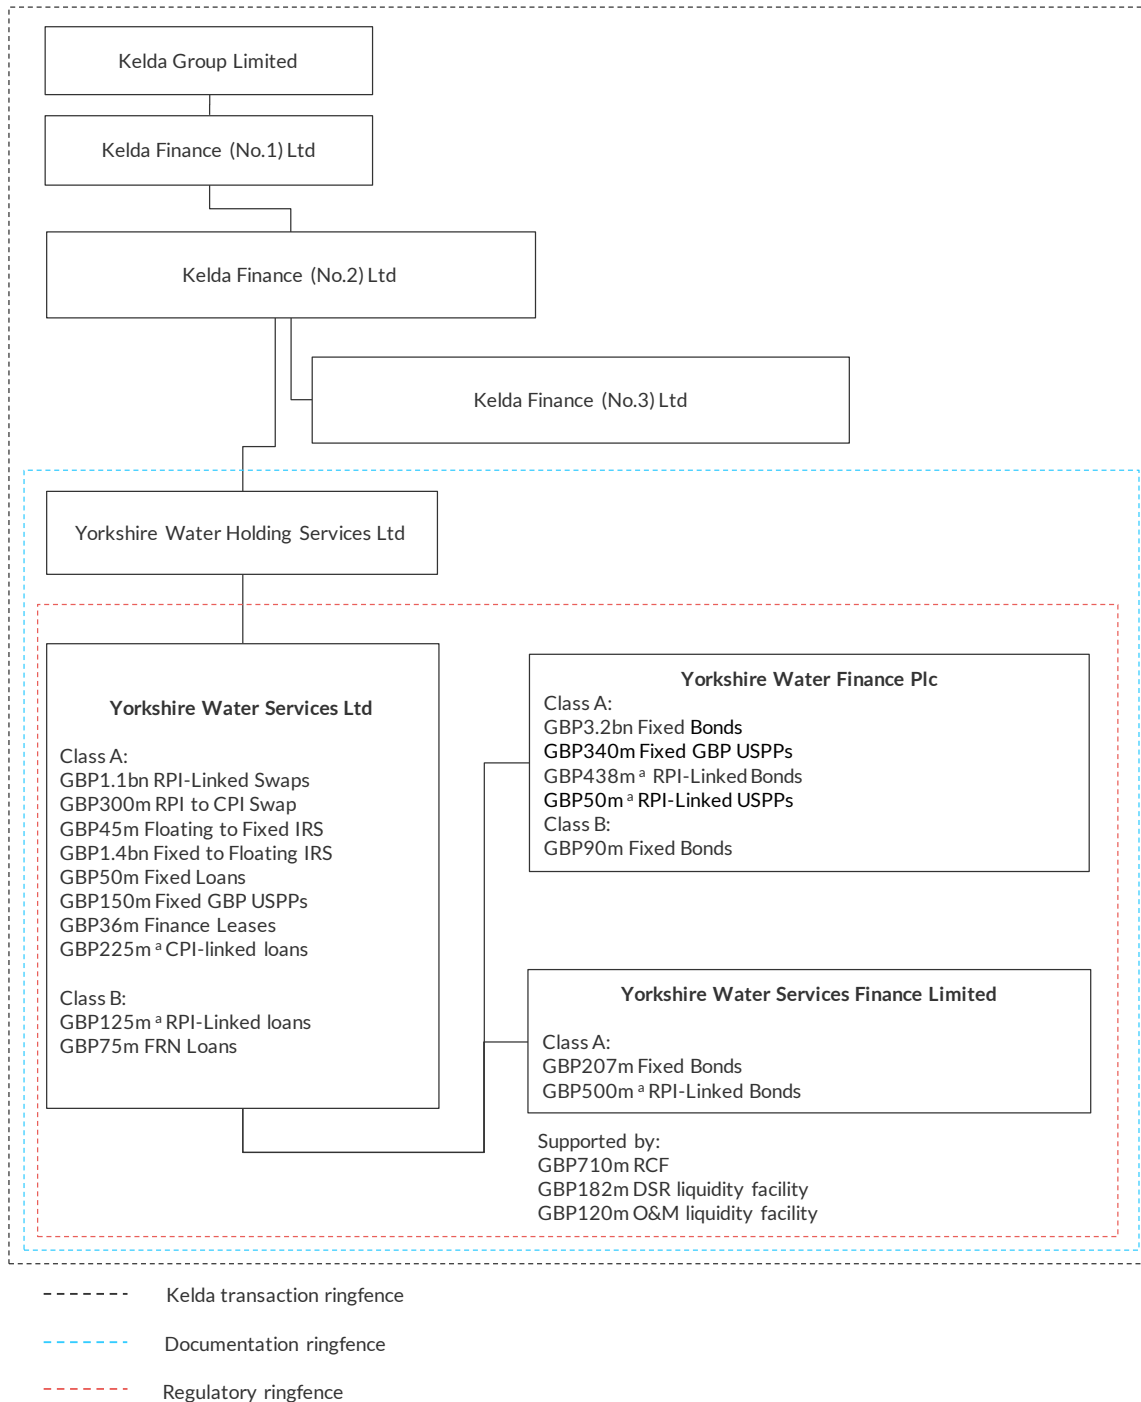 Kelda Group Limited
Kelda Finance (No.1) Ltd
Kelda Finance (No.2) Ltd
Kelda Finance (No.3) Ltd
Yorkshire Water Holding Services Ltd
Yorkshire Water Services Ltd
Class A:
GBP1.1bn RPI-Linked Swaps
GBP300m RPI to CPI Swap
GBP45m Floating to Fixed IRS
GBP1.4bn Fixed to Floating IRS
GBP50m Fixed Loans
GBP150m Fixed GBP USPPs
GBP36m Finance Leases
GBP225m ª CPI-linked loans
Class B:
GBP125m ª RPI-Linked loans
GBP75m FRN Loans
Yorkshire Water Finance Plc
Class A:
GBP3.2bn Fixed Bonds
GBP340m Fixed GBP USPPs
GBP438m ª RPI-Linked Bonds
GBP50m ª RPI-Linked USPPs
Class B:
GBP90m Fixed Bonds
Yorkshire Water Services Finance Limited
Class A:
GBP207m Fixed Bonds
GBP500m ª RPI-Linked Bonds
Supported by:
GBP710m RCF
GBP182m DSR liquidity facility
GBP120m O&M liquidity facility
Kelda transaction ringfence
Documentation ringfence
Regulatory ringfence